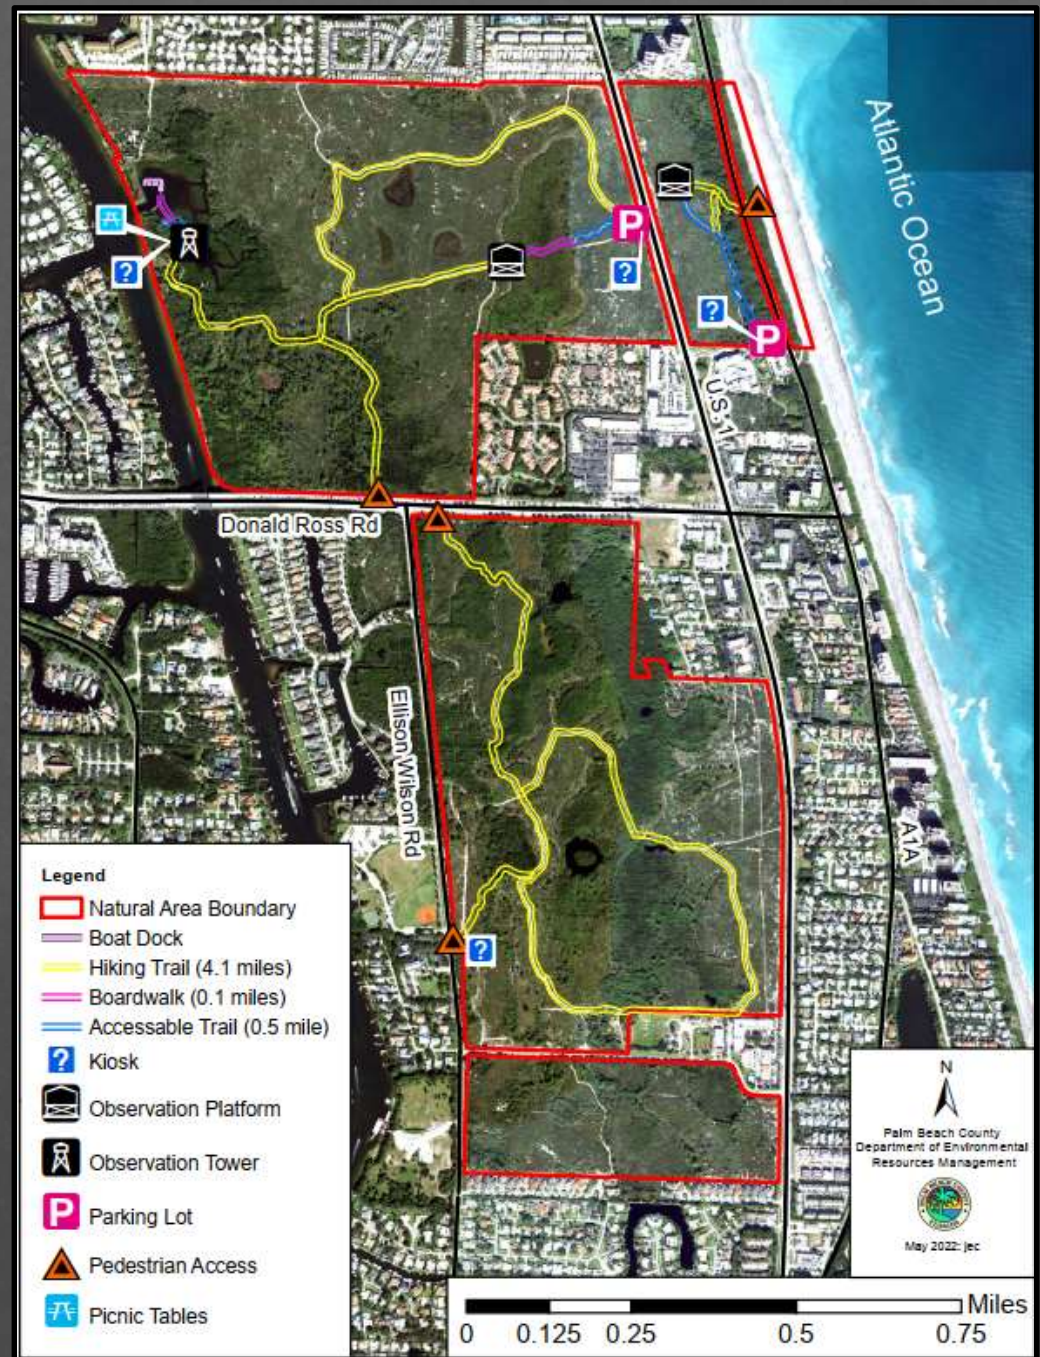 Atlantic Ocean
P
?
?
?
P
U.S. 1
Donald Ross Rd
Ellison Wilson Rd
A1A
?
Legend
Natural Area Boundary
Boat Dock
Hiking Trail (4.1 miles)
Boardwalk (0.1 miles)
Accessable Trail (0.5 mile)
? Kiosk
Observation Platform
Observation Tower
P Parking Lot
Pedestrian Access
Picnic Tables
N
Palm Beach County
Department of Environmental
Resources Management
May 2022: jec
Miles
0 0.125 0.25 0.5 0.75